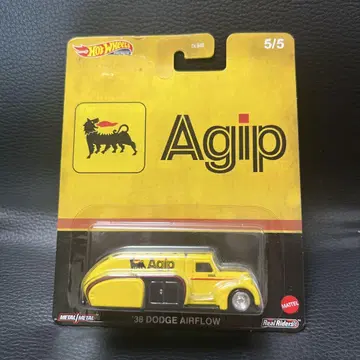 HOT WHEELS
5/5
Agip
Agip
'38 DODGE AIRFLOW
METAL/METAL
MATTEL
Real Riders